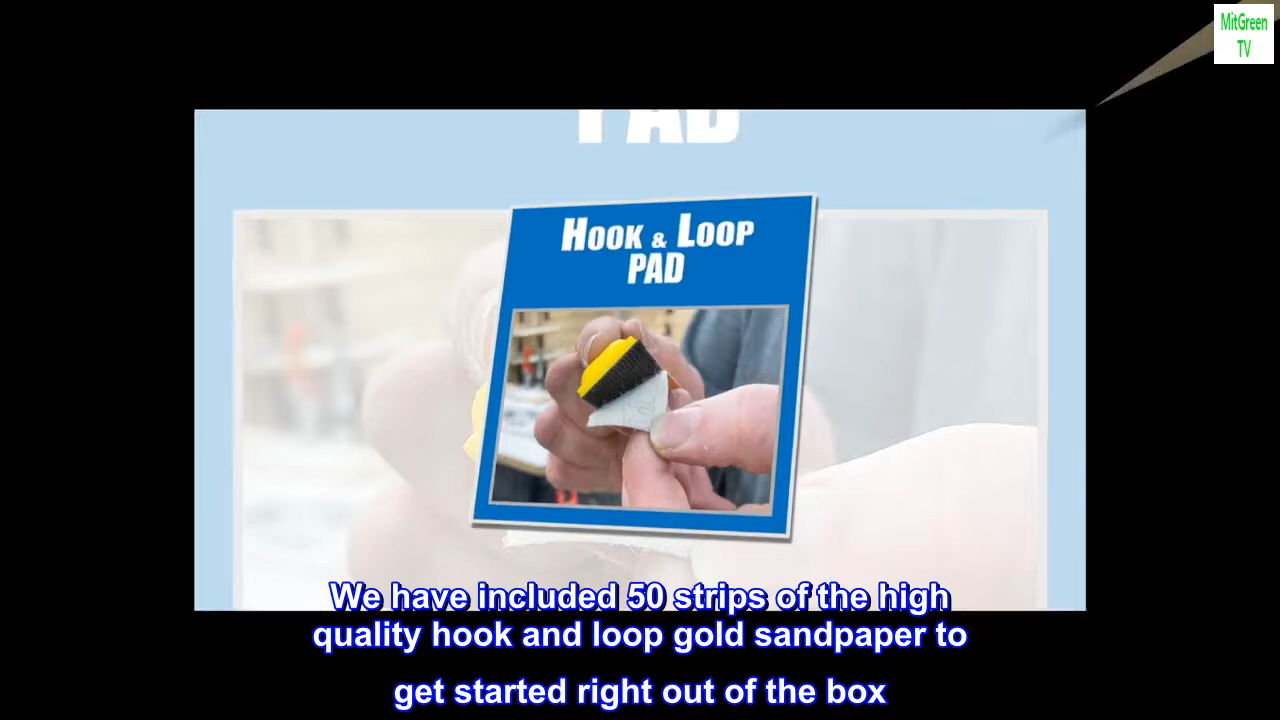 MitGreen
TV
PAD
HOOK & LOOP
PAD
We have included 50 strips of the high
quality hook and loop gold sandpaper to
get started right out of the box